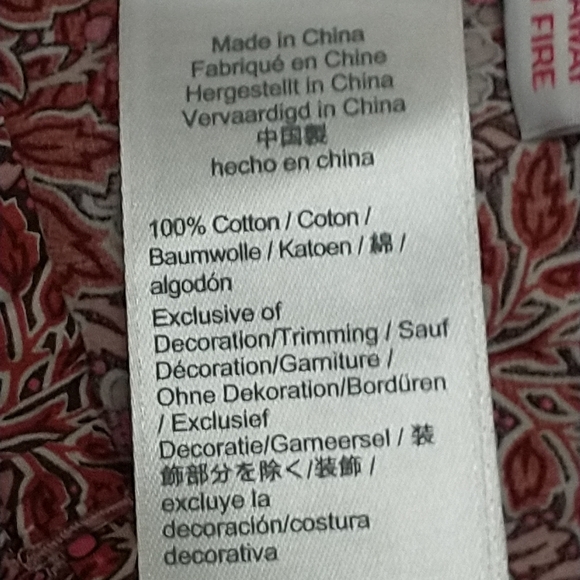 Made in China
Fabriqué en Chine
Hergestellt in China
Vervaardigd in China
中国製
hecho en china
100% Cotton / Coton /
Baumwolle / Katoen / 綿 /
algodón
Exclusive of
Decoration/Trimming / Sauf
Décoration/Garniture /
Ohne Dekoration/Bordüren
/ Exclusief
Decoratie/Garneersel / 装
飾部分を除く/装飾 /
excluye la
decoración/costura
decorativa
FIRE